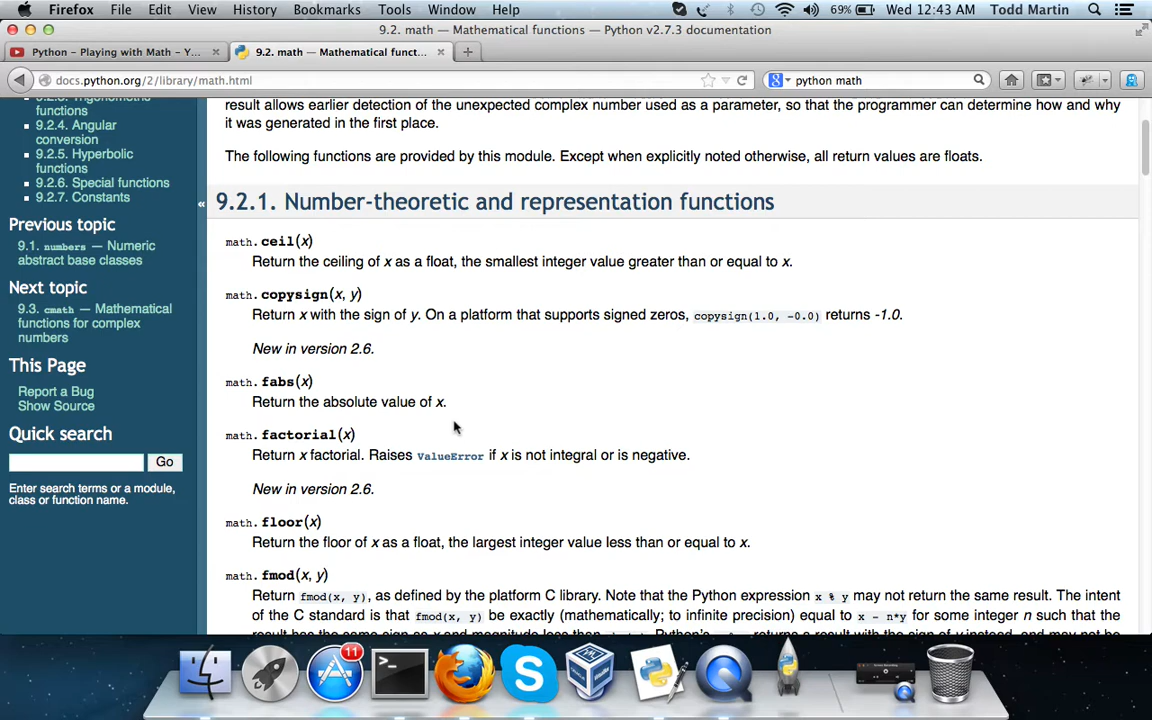 Firefox File Edit View History Bookmarks Tools Window Help 69% Wed 12:43 AM Todd Martin
9.2. math — Mathematical functions — Python v2.7.3 documentation
Python – Playing with Math – Y... 9.2. math — Mathematical funct...
docs.python.org/2/library/math.html python math
9.2.3. Trigonometric
functions
9.2.4. Angular
conversion
9.2.5. Hyperbolic
functions
9.2.6. Special functions
9.2.7. Constants
Previous topic
9.1. numbers — Numeric
abstract base classes
Next topic
9.3. cmath — Mathematical
functions for complex
numbers
This Page
Report a Bug
Show Source
Quick search
Go
Enter search terms or a module,
class or function name.
«
result allows earlier detection of the unexpected complex number used as a parameter, so that the programmer can determine how and why
it was generated in the first place.
The following functions are provided by this module. Except when explicitly noted otherwise, all return values are floats.
9.2.1. Number-theoretic and representation functions
math.ceil(x)
Return the ceiling of x as a float, the smallest integer value greater than or equal to x.
math.copysign(x, y)
Return x with the sign of y. On a platform that supports signed zeros, copysign(1.0, -0.0) returns -1.0.
New in version 2.6.
math.fabs(x)
Return the absolute value of x.
math.factorial(x)
Return x factorial. Raises ValueError if x is not integral or is negative.
New in version 2.6.
math.floor(x)
Return the floor of x as a float, the largest integer value less than or equal to x.
math.fmod(x, y)
Return fmod(x, y), as defined by the platform C library. Note that the Python expression x % y may not return the same result. The intent
of the C standard is that fmod(x, y) be exactly (mathematically; to infinite precision) equal to x - n*y for some integer n such that the
11